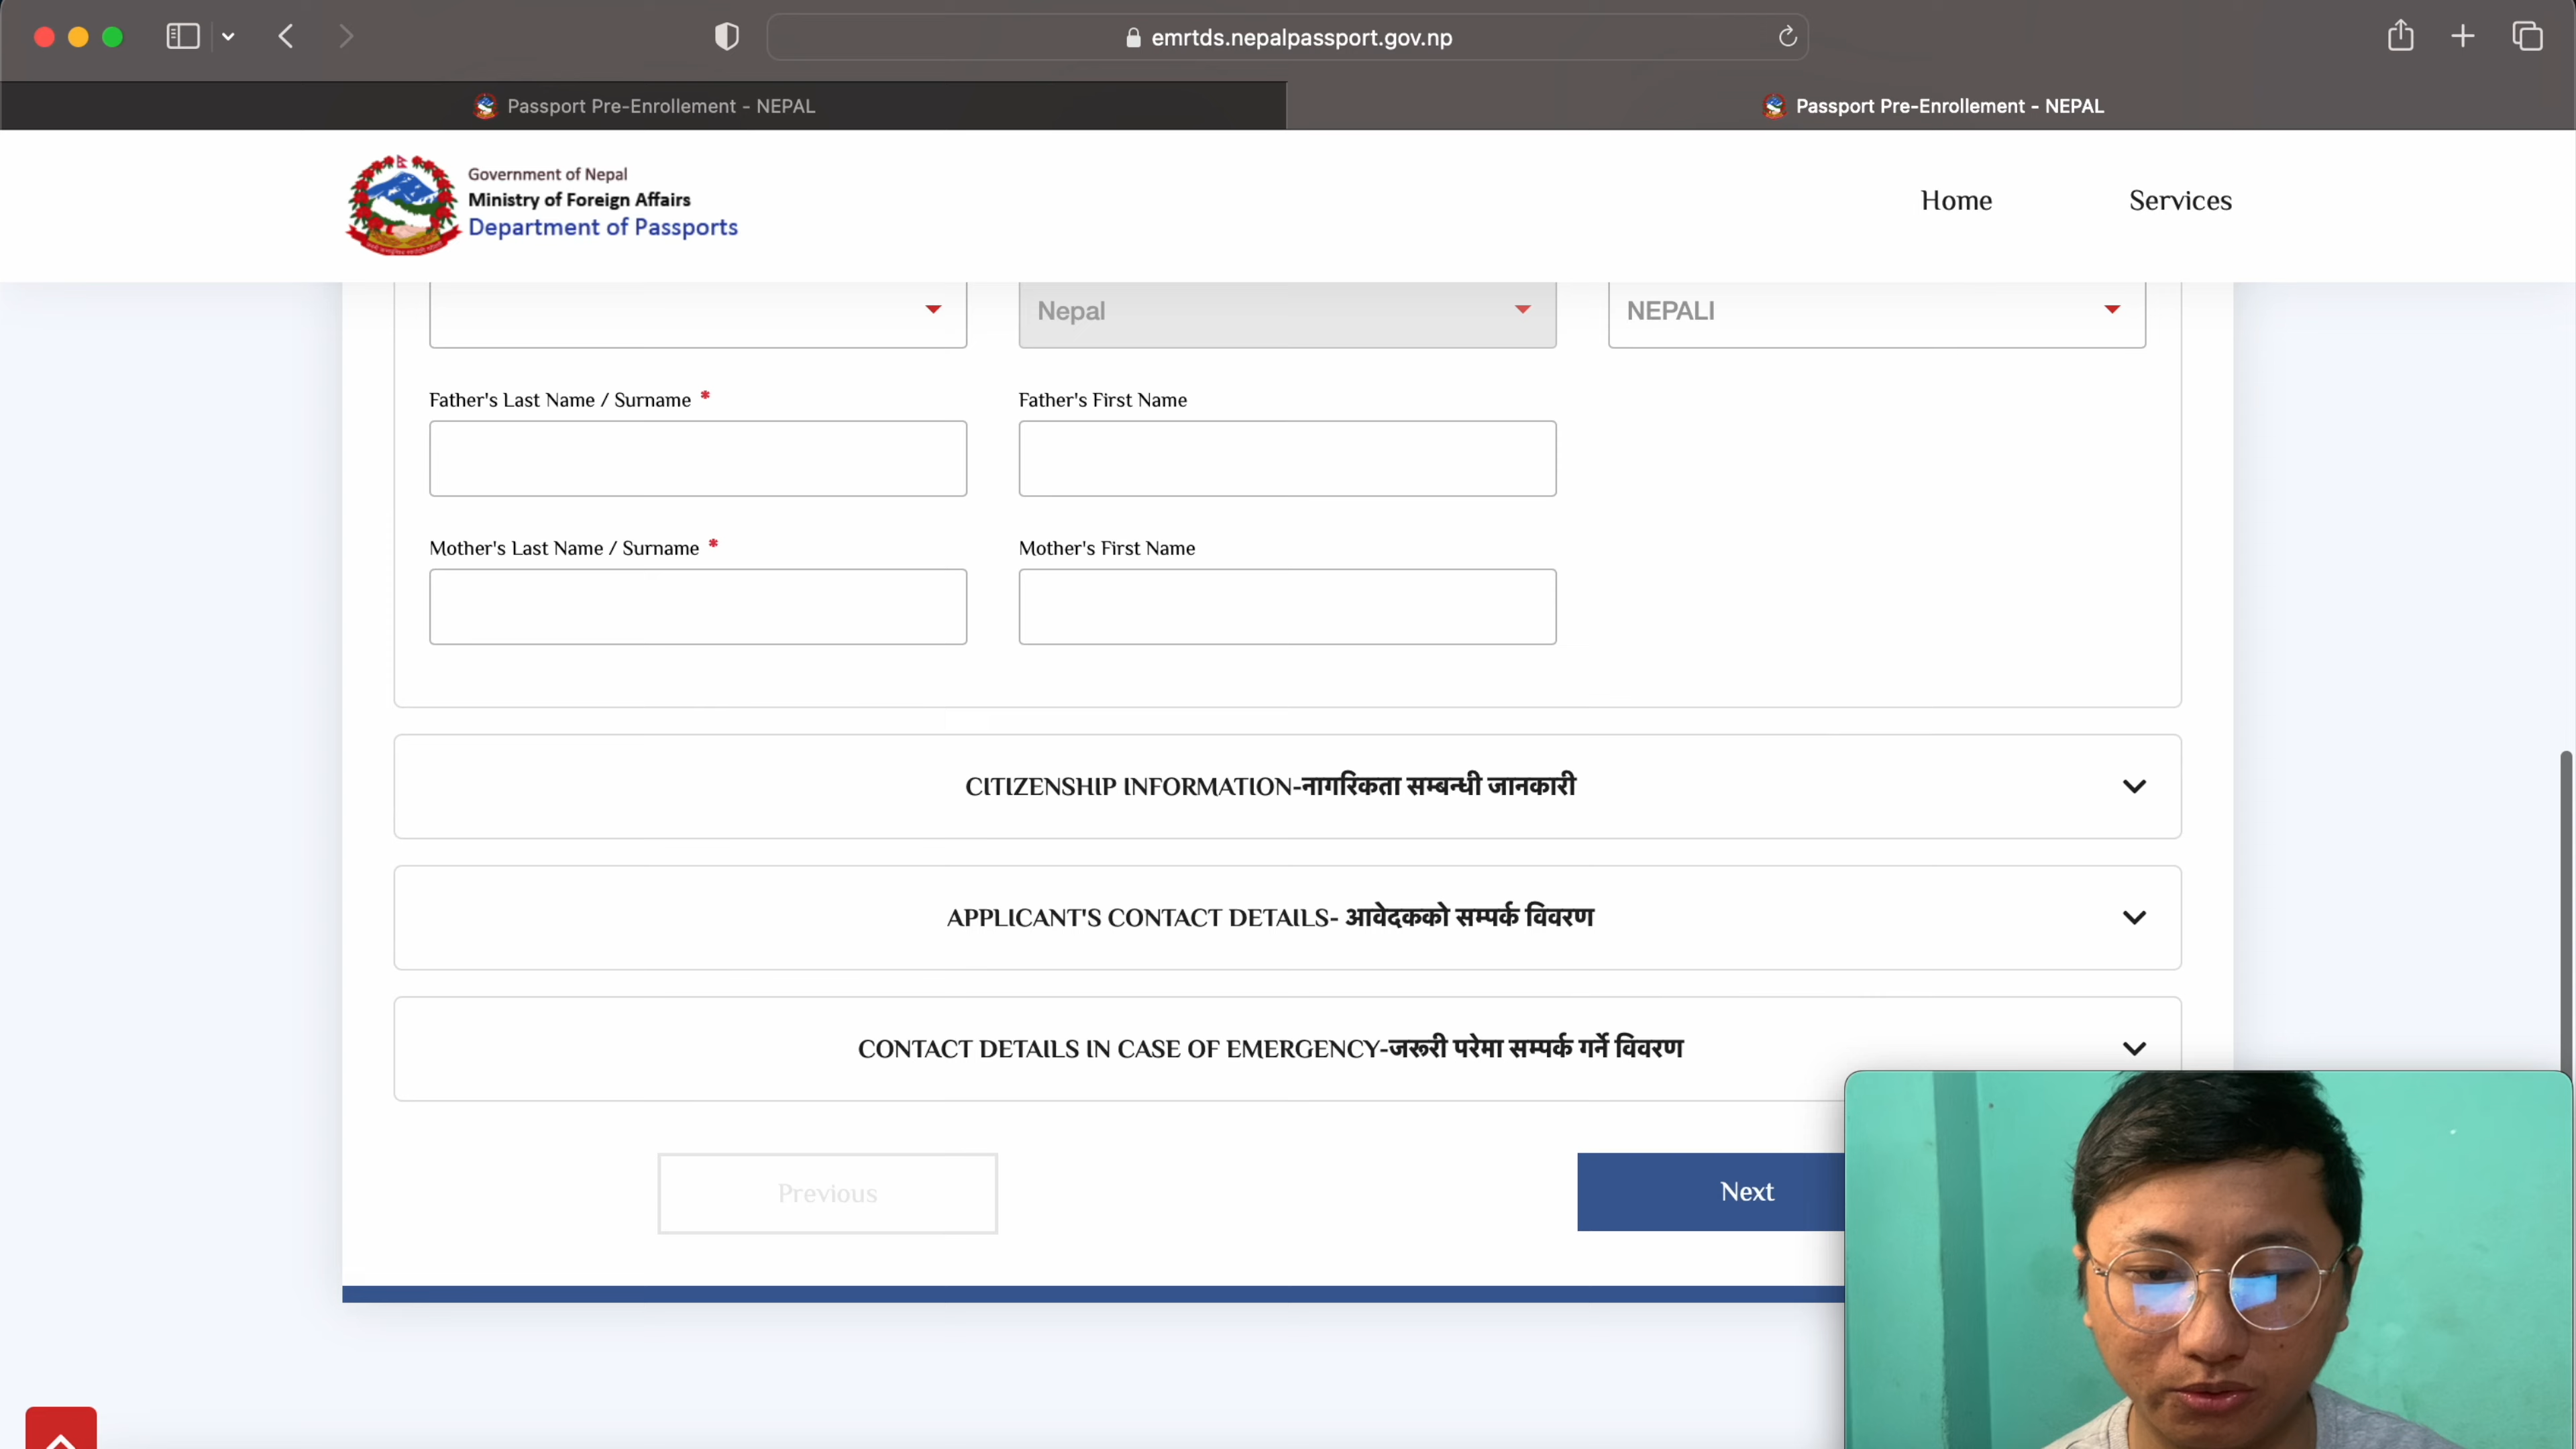 emrtds.nepalpassport.gov.np
Passport Pre-Enrollement - NEPAL
Passport Pre-Enrollement - NEPAL
Government of Nepal
Ministry of Foreign Affairs
Department of Passports
Home
Services
Nepal
NEPALI
Father's Last Name / Surname *
Father's First Name
Mother's Last Name / Surname *
Mother's First Name
CITIZENSHIP INFORMATION-नागरिकता सम्बन्धी जानकारी
APPLICANT'S CONTACT DETAILS- आवेदकको सम्पर्क विवरण
CONTACT DETAILS IN CASE OF EMERGENCY-जरूरी परेमा सम्पर्क गर्ने विवरण
Previous
Next